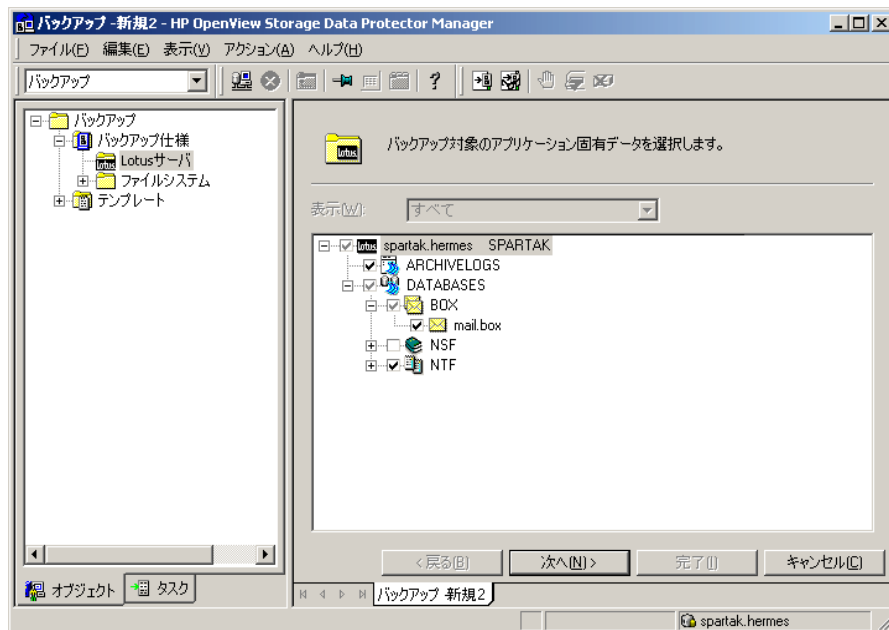 バックアップ -新規2 - HP OpenView Storage Data Protector Manager
ファイル(F) 編集(E) 表示(V) アクション(A) ヘルプ(H)
バックアップ
バックアップ
バックアップ仕様
Lotusサーバ
ファイルシステム
テンプレート
バックアップ対象のアプリケーション固有データを選択します。
表示(W): すべて
spartak.hermes SPARTAK
ARCHIVELOGS
DATABASES
BOX
mail.box
NSF
NTF
<戻る(B) 次へ(N)> 完了(I) キャンセル(C)
オブジェクト タスク
バックアップ -新規2
spartak.hermes